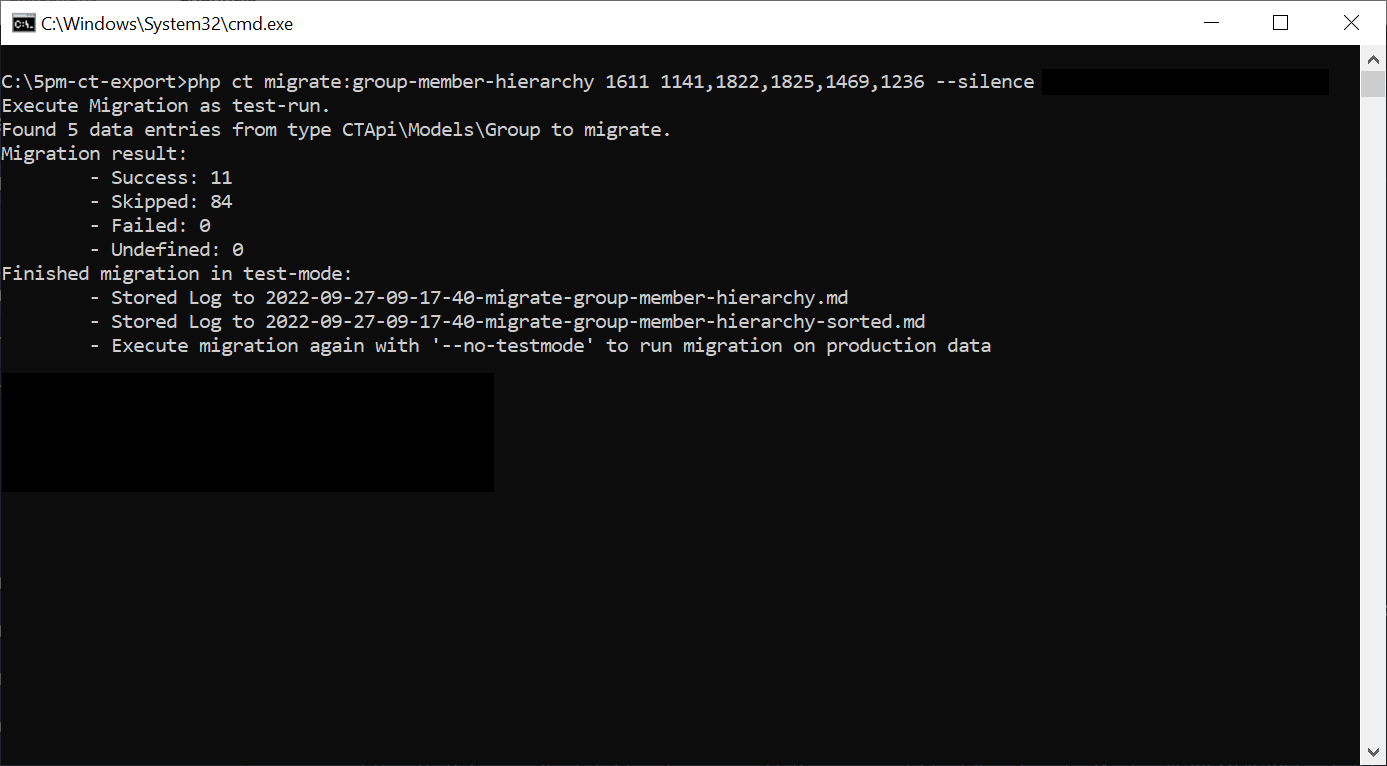 C:\Windows\System32\cmd.exe
C:\5pm-ct-export>php ct migrate:group-member-hierarchy 1611 1141,1822,1825,1469,1236 --silence
Execute Migration as test-run.
Found 5 data entries from type CTApi\Models\Group to migrate.
Migration result:
- Success: 11
- Skipped: 84
- Failed: 0
- Undefined: 0
Finished migration in test-mode:
- Stored Log to 2022-09-27-09-17-40-migrate-group-member-hierarchy.md
- Stored Log to 2022-09-27-09-17-40-migrate-group-member-hierarchy-sorted.md
- Execute migration again with '--no-testmode' to run migration on production data